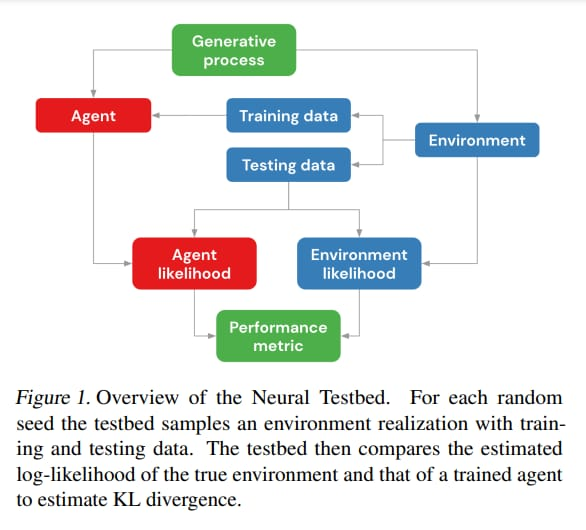 Generative
process
Agent
Training data
Environment
Testing data
Agent
likelihood
Environment
likelihood
Performance
metric
Figure 1. Overview of the Neural Testbed. For each random
seed the testbed samples an environment realization with train-
ing and testing data. The testbed then compares the estimated
log-likelihood of the true environment and that of a trained agent
to estimate KL divergence.